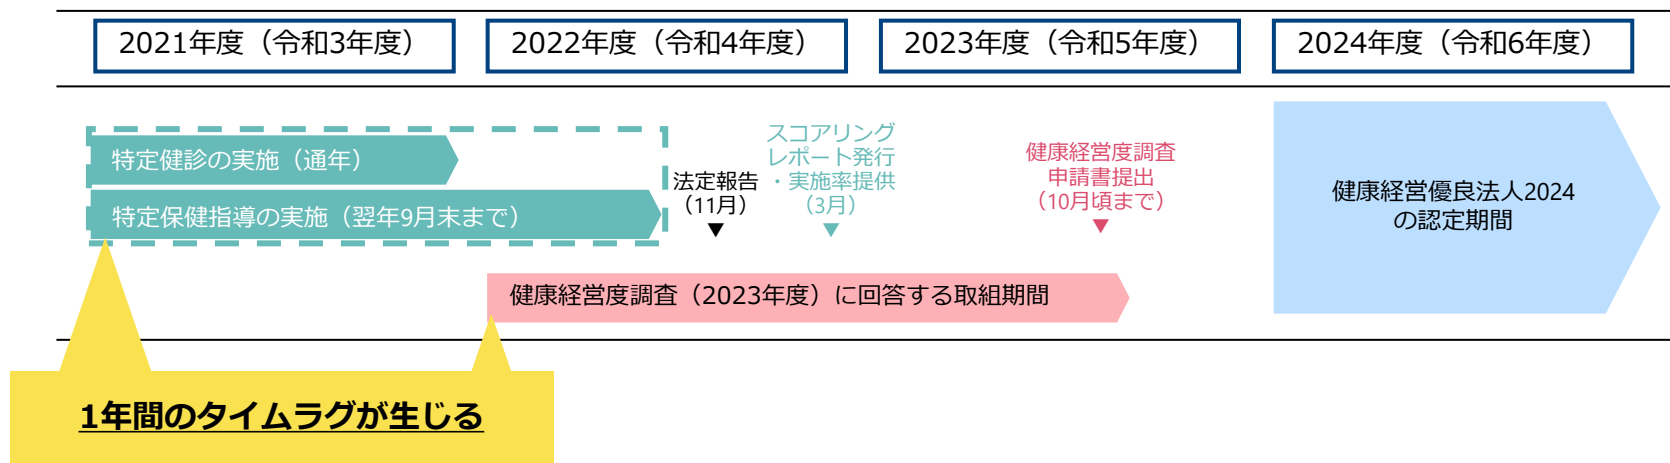 2021年度（令和3年度）
2022年度（令和4年度）
2023年度（令和5年度）
2024年度（令和6年度）
特定健診の実施（通年）
特定保健指導の実施（翌年9月末まで）
法定報告
（11月）
▼
スコアリング
レポート発行
・実施率提供
（3月）
▼
健康経営度調査
申請書提出
（10月頃まで）
▼
健康経営優良法人2024
の認定期間
健康経営度調査（2023年度）に回答する取組期間
1年間のタイムラグが生じる